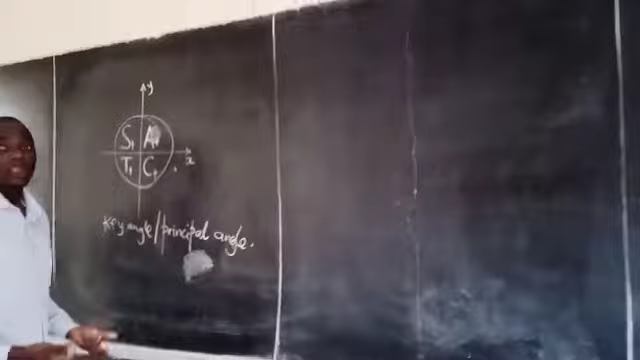 y
S+ A+
x
T+ C+
Key angle/principal angle.